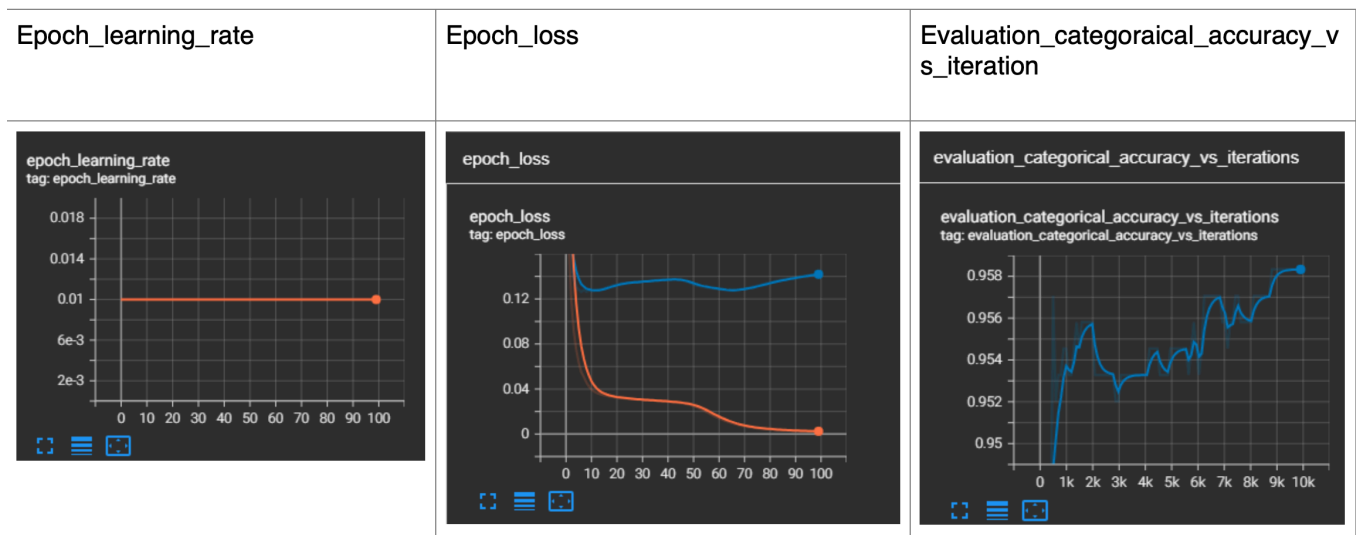 Epoch_learning_rate
Epoch_loss
Evaluation_categoraical_accuracy_v
s_iteration
epoch_learning_rate
tag: epoch_learning_rate
0.018
0.014
0.01
6e-3
2e-3
0 10 20 30 40 50 60 70 80 90 100
epoch_loss
epoch_loss
tag: epoch_loss
0.12
0.08
0.04
0
0 10 20 30 40 50 60 70 80 90 100
evaluation_categorical_accuracy_vs_iterations
evaluation_categorical_accuracy_vs_iterations
tag: evaluation_categorical_accuracy_vs_iterations
0.958
0.956
0.954
0.952
0.95
0 1k 2k 3k 4k 5k 6k 7k 8k 9k 10k